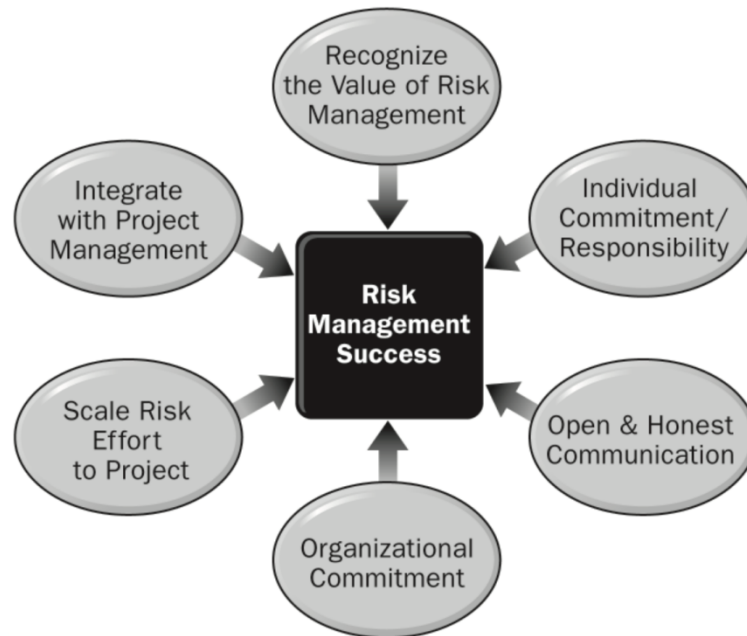 Recognize
the Value of Risk
Management
Integrate
with Project
Management
Individual
Commitment/
Responsibility
Risk
Management
Success
Scale Risk
Effort
to Project
Open & Honest
Communication
Organizational
Commitment